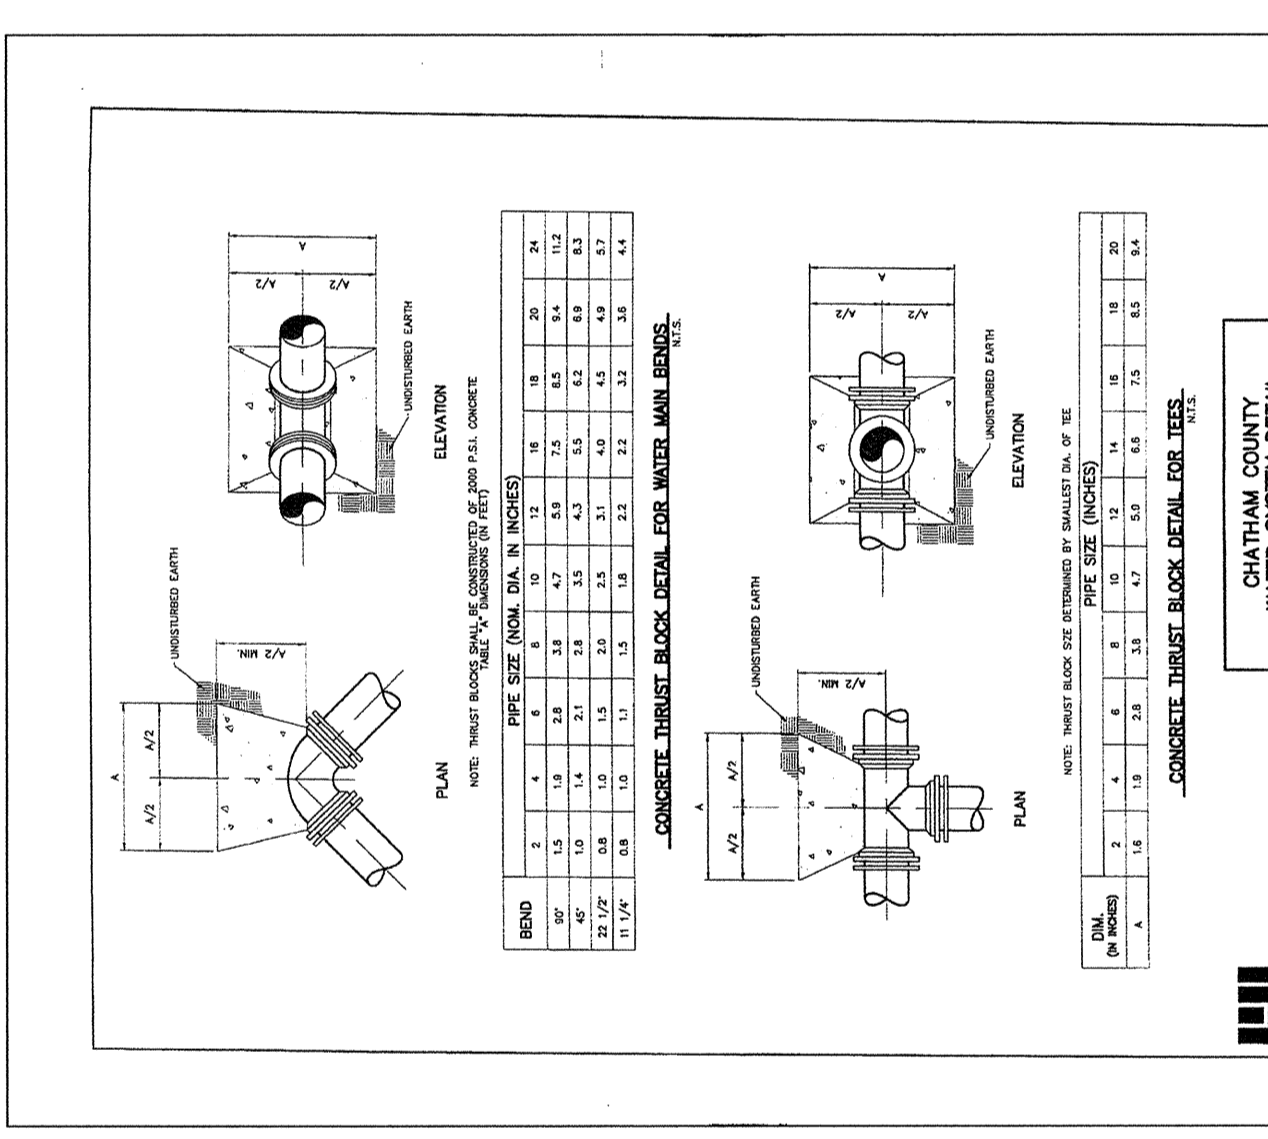 A
A/2
A/2
A/2 MIN.
UNDISTURBED EARTH
PLAN
A
A/2
A/2
UNDISTURBED EARTH
ELEVATION
NOTE: THRUST BLOCKS SHALL BE CONSTRUCTED OF 2000 P.S.I. CONCRETE
TABLE "A" DIMENSIONS (IN FEET)
BEND PIPE SIZE (NOM. DIA. IN INCHES)
2 4 6 8 10 12 16 18 20 24
90° 1.5 1.9 2.8 3.8 4.7 5.9 7.5 8.5 9.4 11.2
45° 1.0 1.4 2.1 2.8 3.5 4.3 5.5 6.2 6.9 8.3
22 1/2° 0.8 1.0 1.5 2.0 2.5 3.1 4.0 4.5 4.9 5.7
11 1/4° 0.8 1.0 1.1 1.5 1.8 2.2 2.2 3.2 3.6 4.4
CONCRETE THRUST BLOCK DETAIL FOR WATER MAIN BENDS
N.T.S.
A
A/2
A/2
A/2 MIN.
UNDISTURBED EARTH
PLAN
A
A/2
A/2
UNDISTURBED EARTH
ELEVATION
NOTE: THRUST BLOCK SIZE DETERMINED BY SMALLEST DIA. OF TEE
DIM. PIPE SIZE (INCHES)
(IN INCHES) 2 4 6 8 10 12 14 16 18 20
A 1.6 1.9 2.8 3.8 4.7 5.9 6.6 7.5 8.5 9.4
CONCRETE THRUST BLOCK DETAIL FOR TEES
N.T.S.
CHATHAM COUNTY